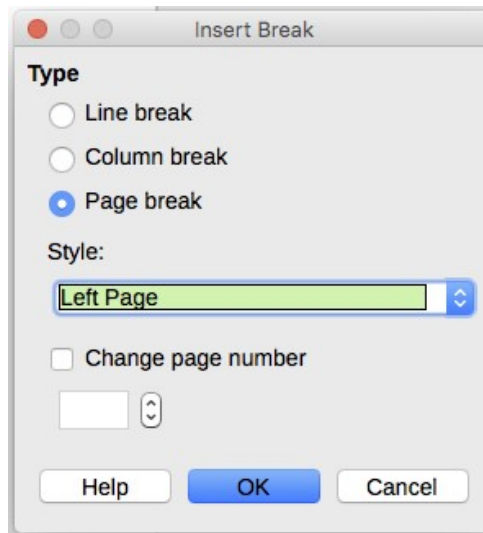 Insert Break
Type
Line break
Column break
Page break
Style:
Left Page
Change page number
Help OK Cancel